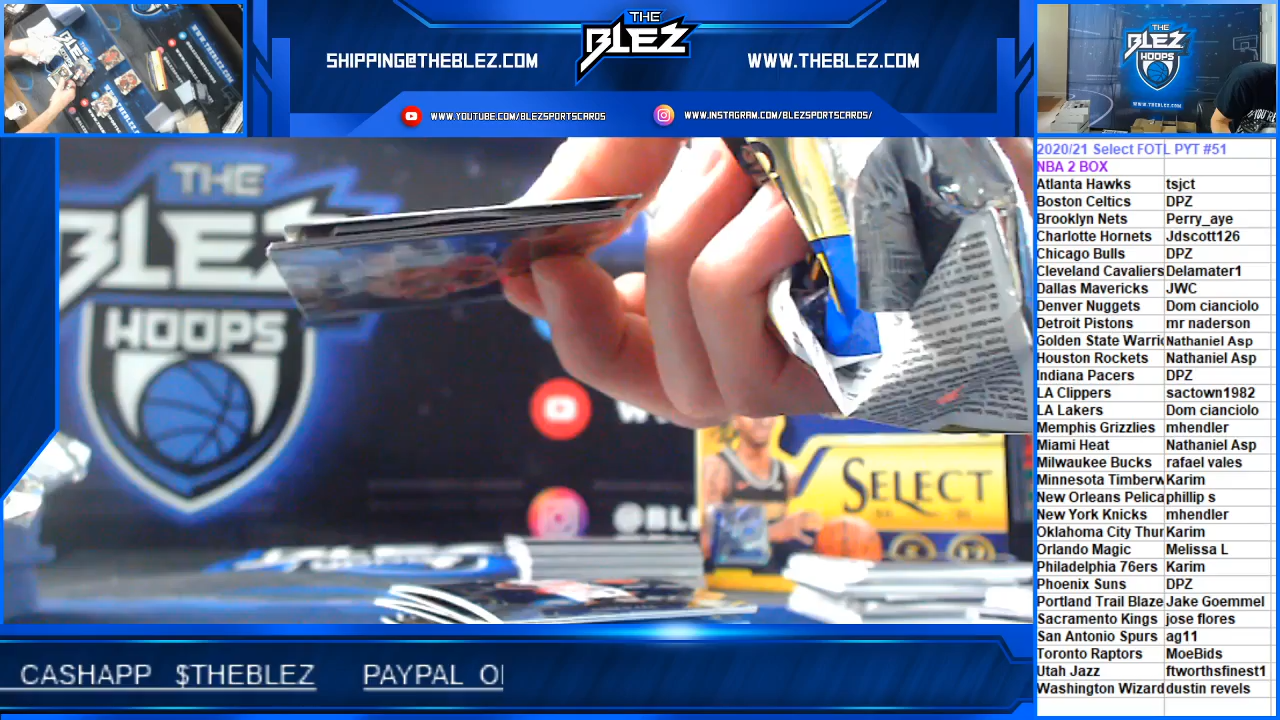 THE
BLEZ
SHIPPING@THEBLEZ.COM
WWW.THEBLEZ.COM
WWW.YOUTUBE.COM/BLEZSPORTSCARDS
WWW.INSTAGRAM.COM/BLEZSPORTSCARDS/
THE
BLEZ
HOOPS
WWW.THEBLEZ.COM
THE
BLEZ
HOOPS
W
@BLE
SELECT
2020/21 Select FOTL PYT #51
NBA 2 BOX
Atlanta Hawks tsjct
Boston Celtics DPZ
Brooklyn Nets Perry_aye
Charlotte Hornets Jdscott126
Chicago Bulls DPZ
Cleveland Cavaliers Delamater1
Dallas Mavericks JWC
Denver Nuggets Dom cianciolo
Detroit Pistons mr naderson
Golden State Warric Nathaniel Asp
Houston Rockets Nathaniel Asp
Indiana Pacers DPZ
LA Clippers sactown1982
LA Lakers Dom cianciolo
Memphis Grizzlies mhendler
Miami Heat Nathaniel Asp
Milwaukee Bucks rafael vales
Minnesota Timberw Karim
New Orleans Pelica phillip s
New York Knicks mhendler
Oklahoma City Thur Karim
Orlando Magic Melissa L
Philadelphia 76ers Karim
Phoenix Suns DPZ
Portland Trail Blaze Jake Goemmel
Sacramento Kings jose flores
San Antonio Spurs ag11
Toronto Raptors MoeBids
Utah Jazz ftworthsfinest1
Washington Wizard dustin revels
CASHAPP $THEBLEZ PAYPAL O